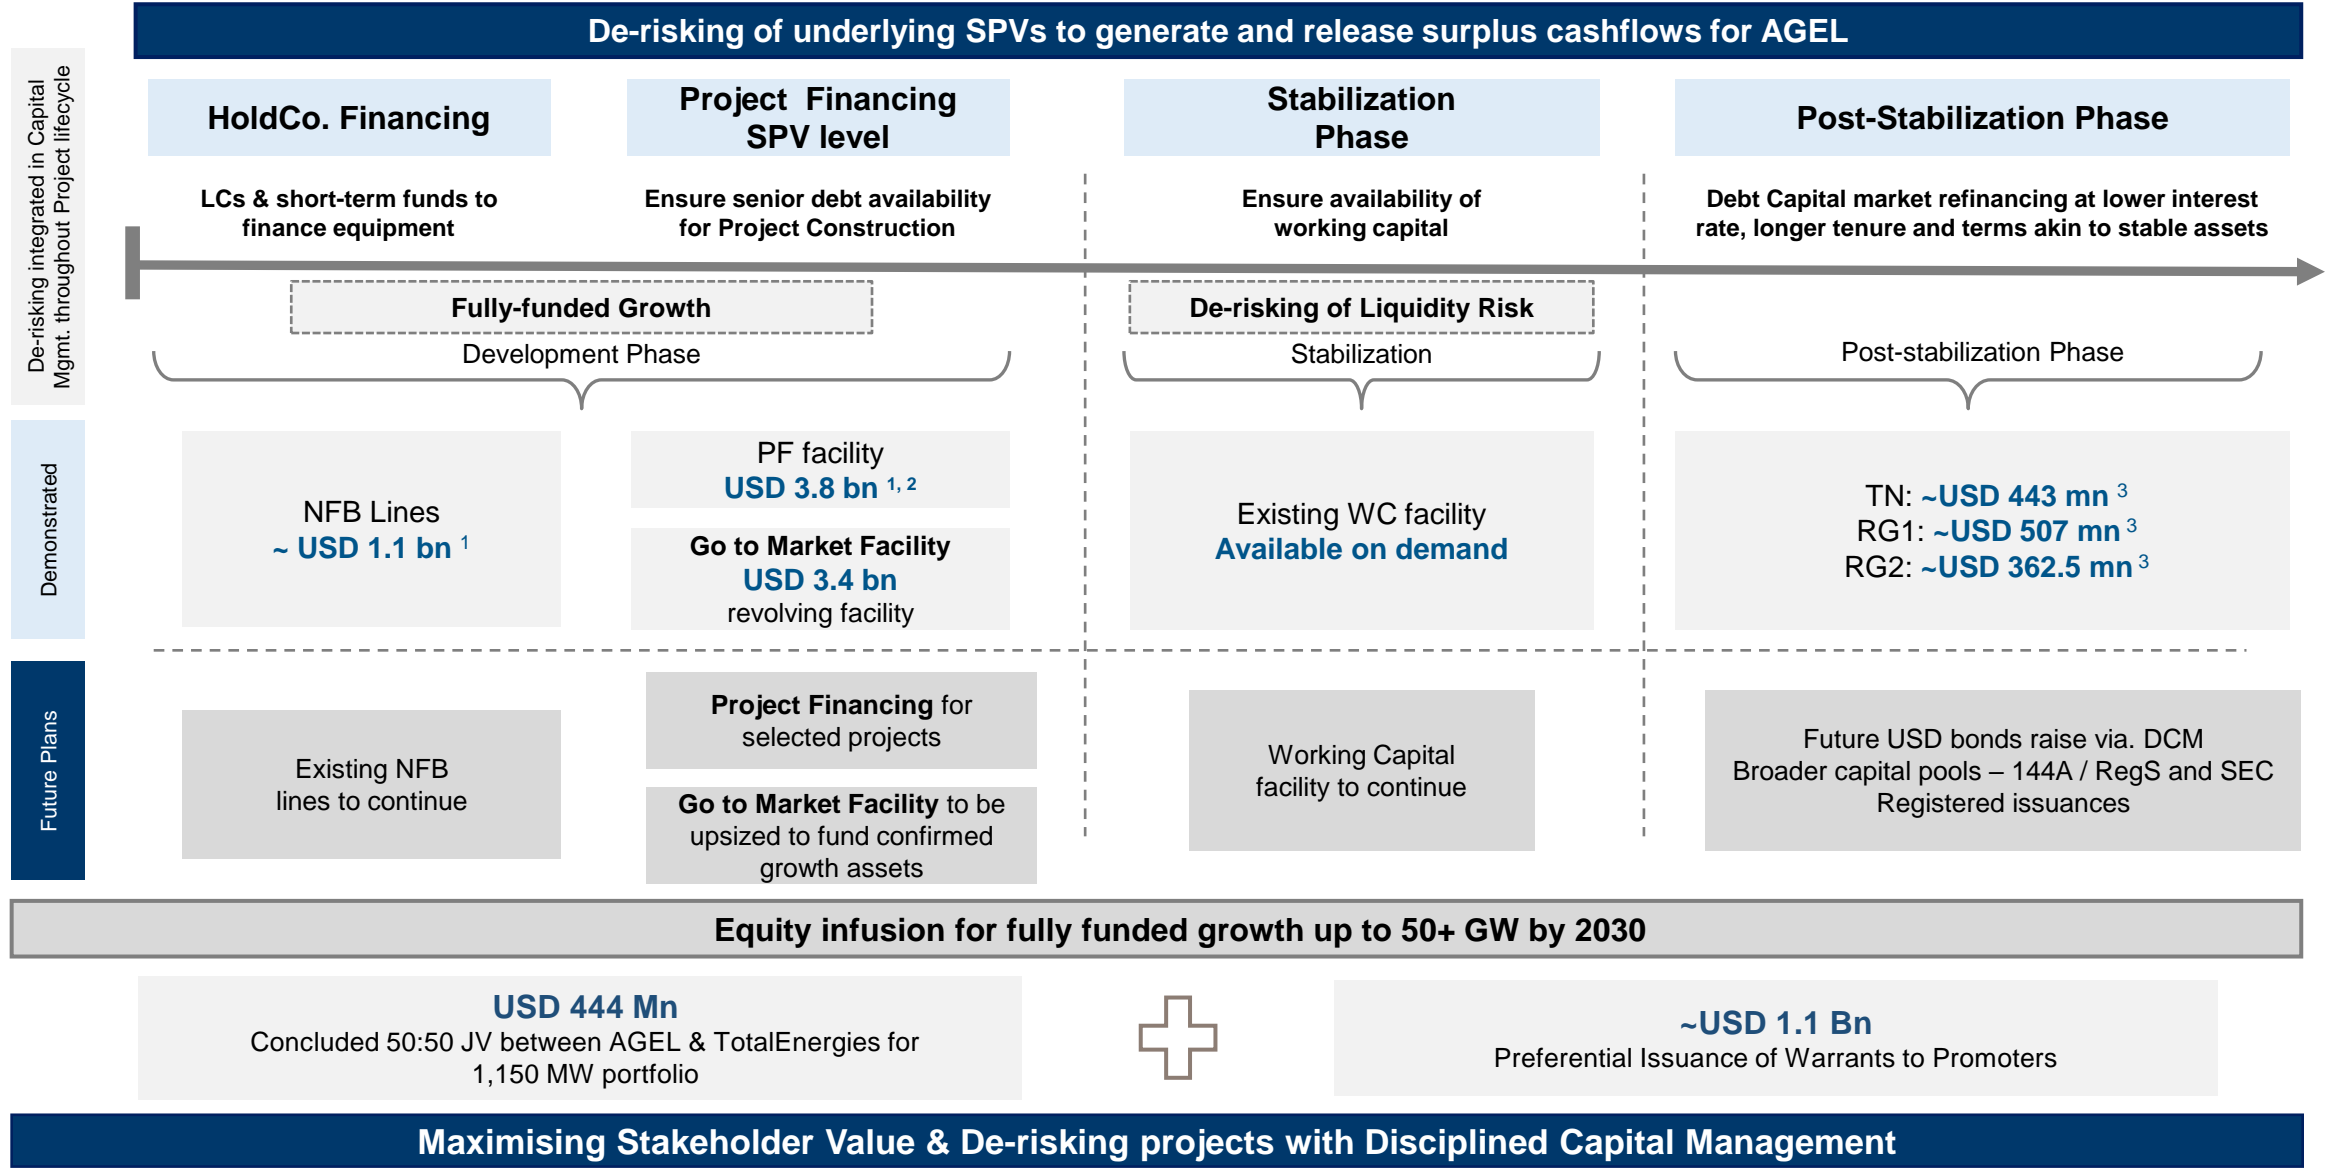 De-risking of underlying SPVs to generate and release surplus cashflows for AGEL
De-risking integrated in Capital
Mgmt. throughout Project lifecycle
HoldCo. Financing
Project Financing
SPV level
Stabilization
Phase
Post-Stabilization Phase
LCs & short-term funds to
finance equipment
Ensure senior debt availability
for Project Construction
Ensure availability of
working capital
Debt Capital market refinancing at lower interest
rate, longer tenure and terms akin to stable assets
Fully-funded Growth
De-risking of Liquidity Risk
Development Phase
Stabilization
Post-stabilization Phase
Demonstrated
NFB Lines
~ USD 1.1 bn 1
PF facility
USD 3.8 bn 1, 2
Go to Market Facility
USD 3.4 bn
revolving facility
Existing WC facility
Available on demand
TN: ~USD 443 mn 3
RG1: ~USD 507 mn 3
RG2: ~USD 362.5 mn 3
Future Plans
Existing NFB
lines to continue
Project Financing for
selected projects
Go to Market Facility to be
upsized to fund confirmed
growth assets
Working Capital
facility to continue
Future USD bonds raise via. DCM
Broader capital pools – 144A / RegS and SEC
Registered issuances
Equity infusion for fully funded growth up to 50+ GW by 2030
USD 444 Mn
Concluded 50:50 JV between AGEL & TotalEnergies for
1,150 MW portfolio
~USD 1.1 Bn
Preferential Issuance of Warrants to Promoters
Maximising Stakeholder Value & De-risking projects with Disciplined Capital Management